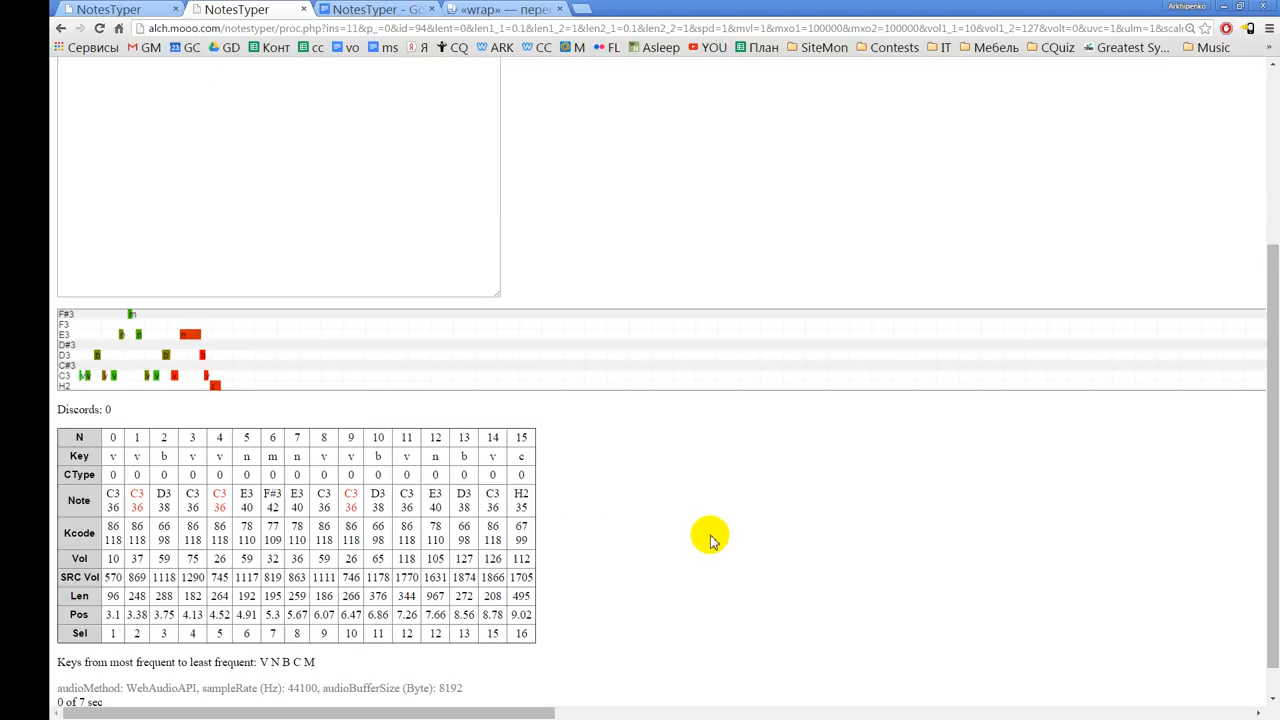 NotesTyper × NotesTyper × NotesTyper - Go × «wrap» — пере ×
Arkhipenko
alch.mooo.com/notestyper/proc.php?ins=11&p_=0&id=94&lent=0&len1_1=0.1&len1_2=1&len2_1=0.1&len2_2=1&spd=1&mvl=1&mxo1=100000&mxo2=100000&vol1_1=10&vol1_2=127&volt=0&uvc=1&ulm=1&scale
Сервисы GM GC GD Конт cc vo ms Я CQ ARK CC M FL Asleep YOU План SiteMon Contests IT Мебель CQuiz Greatest Sy... Music »
F#3 m
F3
E3 n n n
D#3
D3 b b b
C#3
C3 v v v v v v v v
H2 c
Discords: 0
N 0 1 2 3 4 5 6 7 8 9 10 11 12 13 14 15
Key v v b v v n m n v v b v n b v c
CType 0 0 0 0 0 0 0 0 0 0 0 0 0 0 0 0
Note C3 C3 D3 C3 C3 E3 F#3 E3 C3 C3 D3 C3 E3 D3 C3 H2
36 36 38 36 36 40 42 40 36 36 38 36 40 38 36 35
Kcode 86 86 66 86 86 78 77 78 86 86 66 86 78 66 86 67
118 118 98 118 118 110 109 110 118 118 98 118 110 98 118 99
Vol 10 37 59 75 26 59 32 36 59 26 65 118 105 127 126 112
SRC Vol 570 869 1118 1290 745 1117 819 863 1111 746 1178 1770 1631 1874 1866 1705
Len 96 248 288 182 264 192 195 259 186 266 376 344 967 272 208 495
Pos 3.1 3.38 3.75 4.13 4.52 4.91 5.3 5.67 6.07 6.47 6.86 7.26 7.66 8.56 8.78 9.02
Sel 1 2 3 4 5 6 7 8 9 10 11 12 12 13 15 16
Keys from most frequent to least frequent: V N B C M
audioMethod: WebAudioAPI, sampleRate (Hz): 44100, audioBufferSize (Byte): 8192
0 of 7 sec